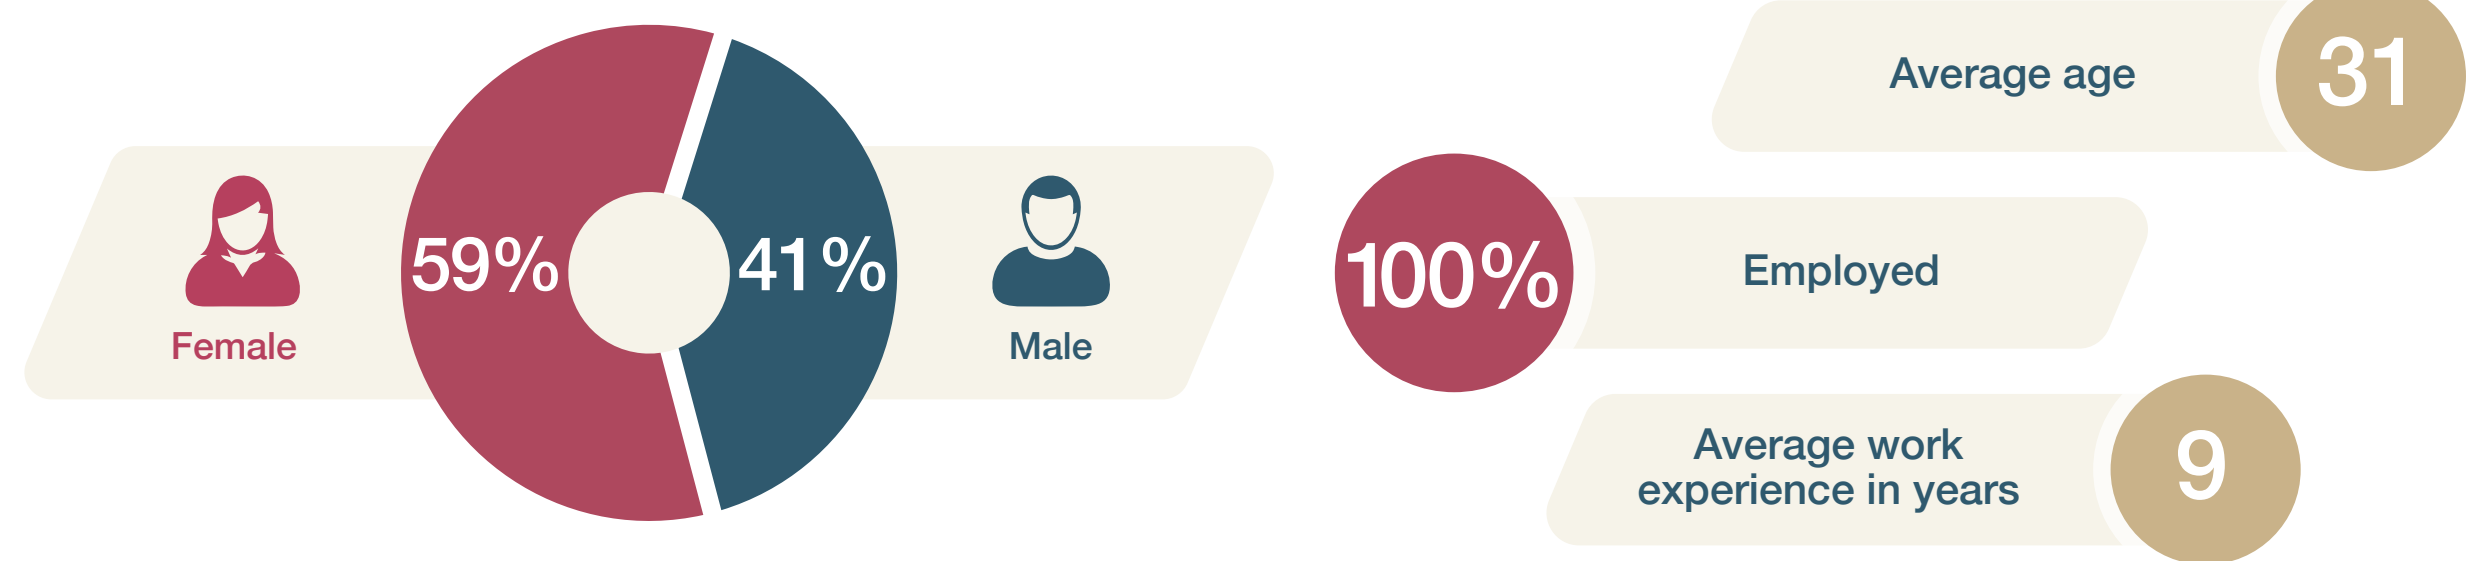 59%
41%
Female
Male
Average age
31
100%
Employed
Average work
experience in years
9